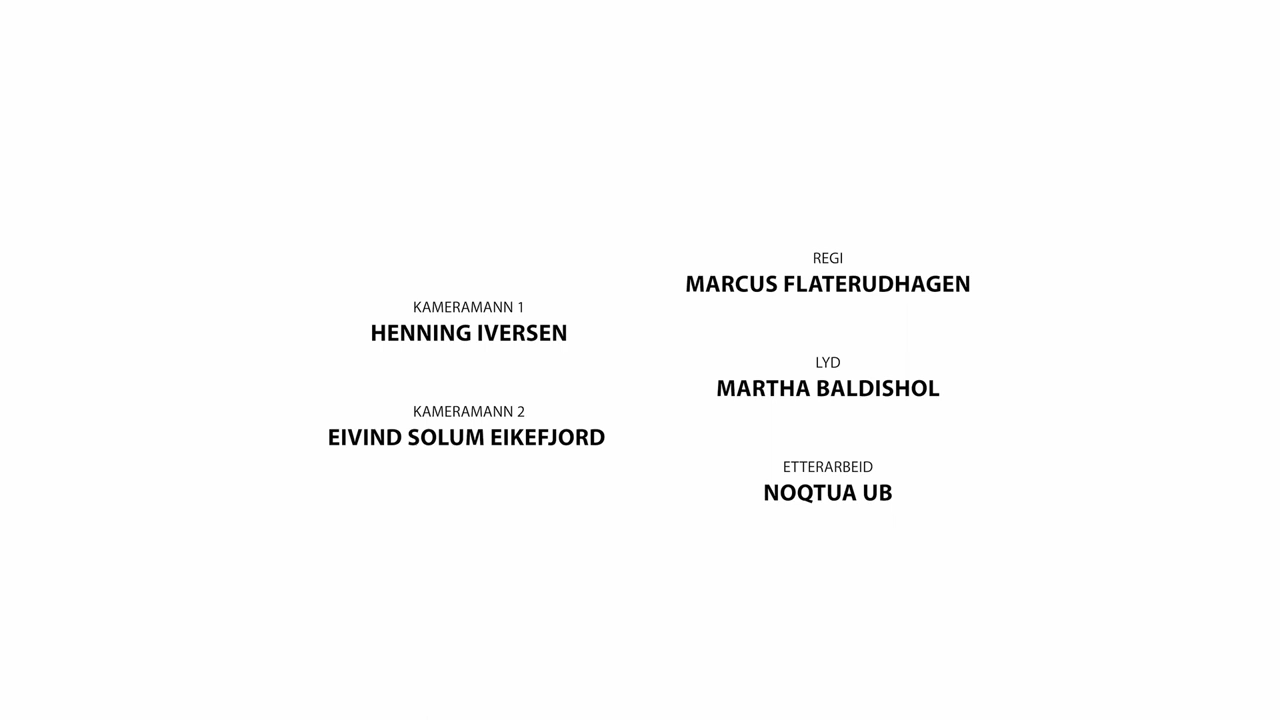 KAMERAMANN 1
HENNING IVERSEN
KAMERAMANN 2
EIVIND SOLUM EIKEFJORD
REGI
MARCUS FLATERUDHAGEN
LYD
MARTHA BALDISHOL
ETTERARBEID
NOQTUA UB